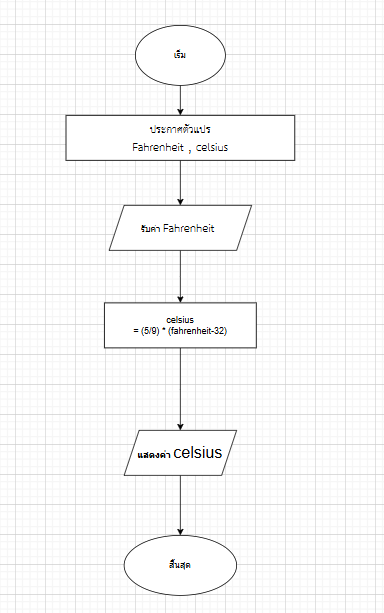 เริ่ม
ประกาศตัวแปร
Fahrenheit , celsius
รับค่า Fahrenheit
celsius
= (5/9) * (fahrenheit-32)
แสดงค่า celsius
สิ้นสุด